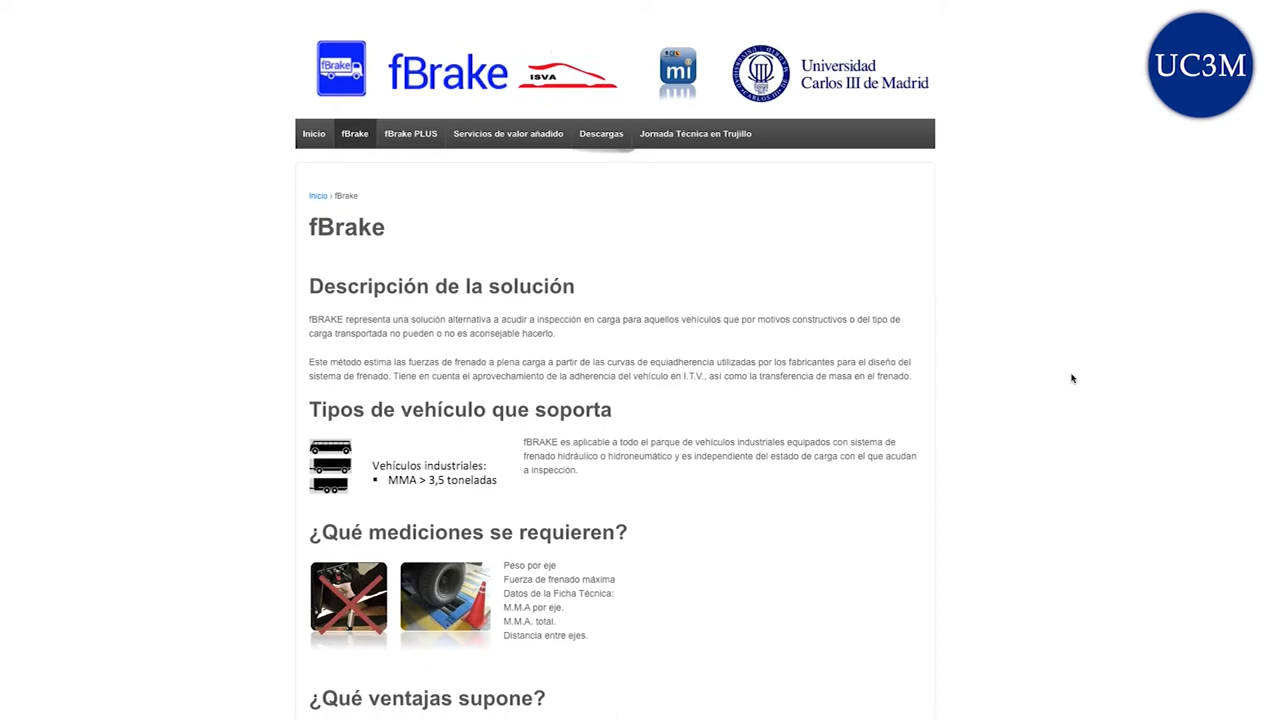 fBrake
fBrake
ISVA
mi
Universidad
Carlos III de Madrid
UC3M
Inicio fBrake fBrake PLUS Servicios de valor añadido Descargas Jornada Técnica en Trujillo
Inicio › fBrake
fBrake
Descripción de la solución
fBRAKE representa una solución alternativa a acudir a inspección en carga para aquellos vehículos que por motivos constructivos o del tipo de
carga transportada no pueden o no es aconsejable hacerlo.
Este método estima las fuerzas de frenado a plena carga a partir de las curvas de equiadherencia utilizadas por los fabricantes para el diseño del
sistema de frenado. Tiene en cuenta el aprovechamiento de la adherencia del vehículo en I.T.V., así como la transferencia de masa en el frenado.
Tipos de vehículo que soporta
Vehículos industriales:
▪ MMA > 3,5 toneladas
fBRAKE es aplicable a todo el parque de vehículos industriales equipados con sistema de
frenado hidráulico o hidroneumático y es independiente del estado de carga con el que acudan
a inspección.
¿Qué mediciones se requieren?
Peso por eje
Fuerza de frenado máxima
Datos de la Ficha Técnica:
M.M.A por eje.
M.M.A. total.
Distancia entre ejes.
¿Qué ventajas supone?